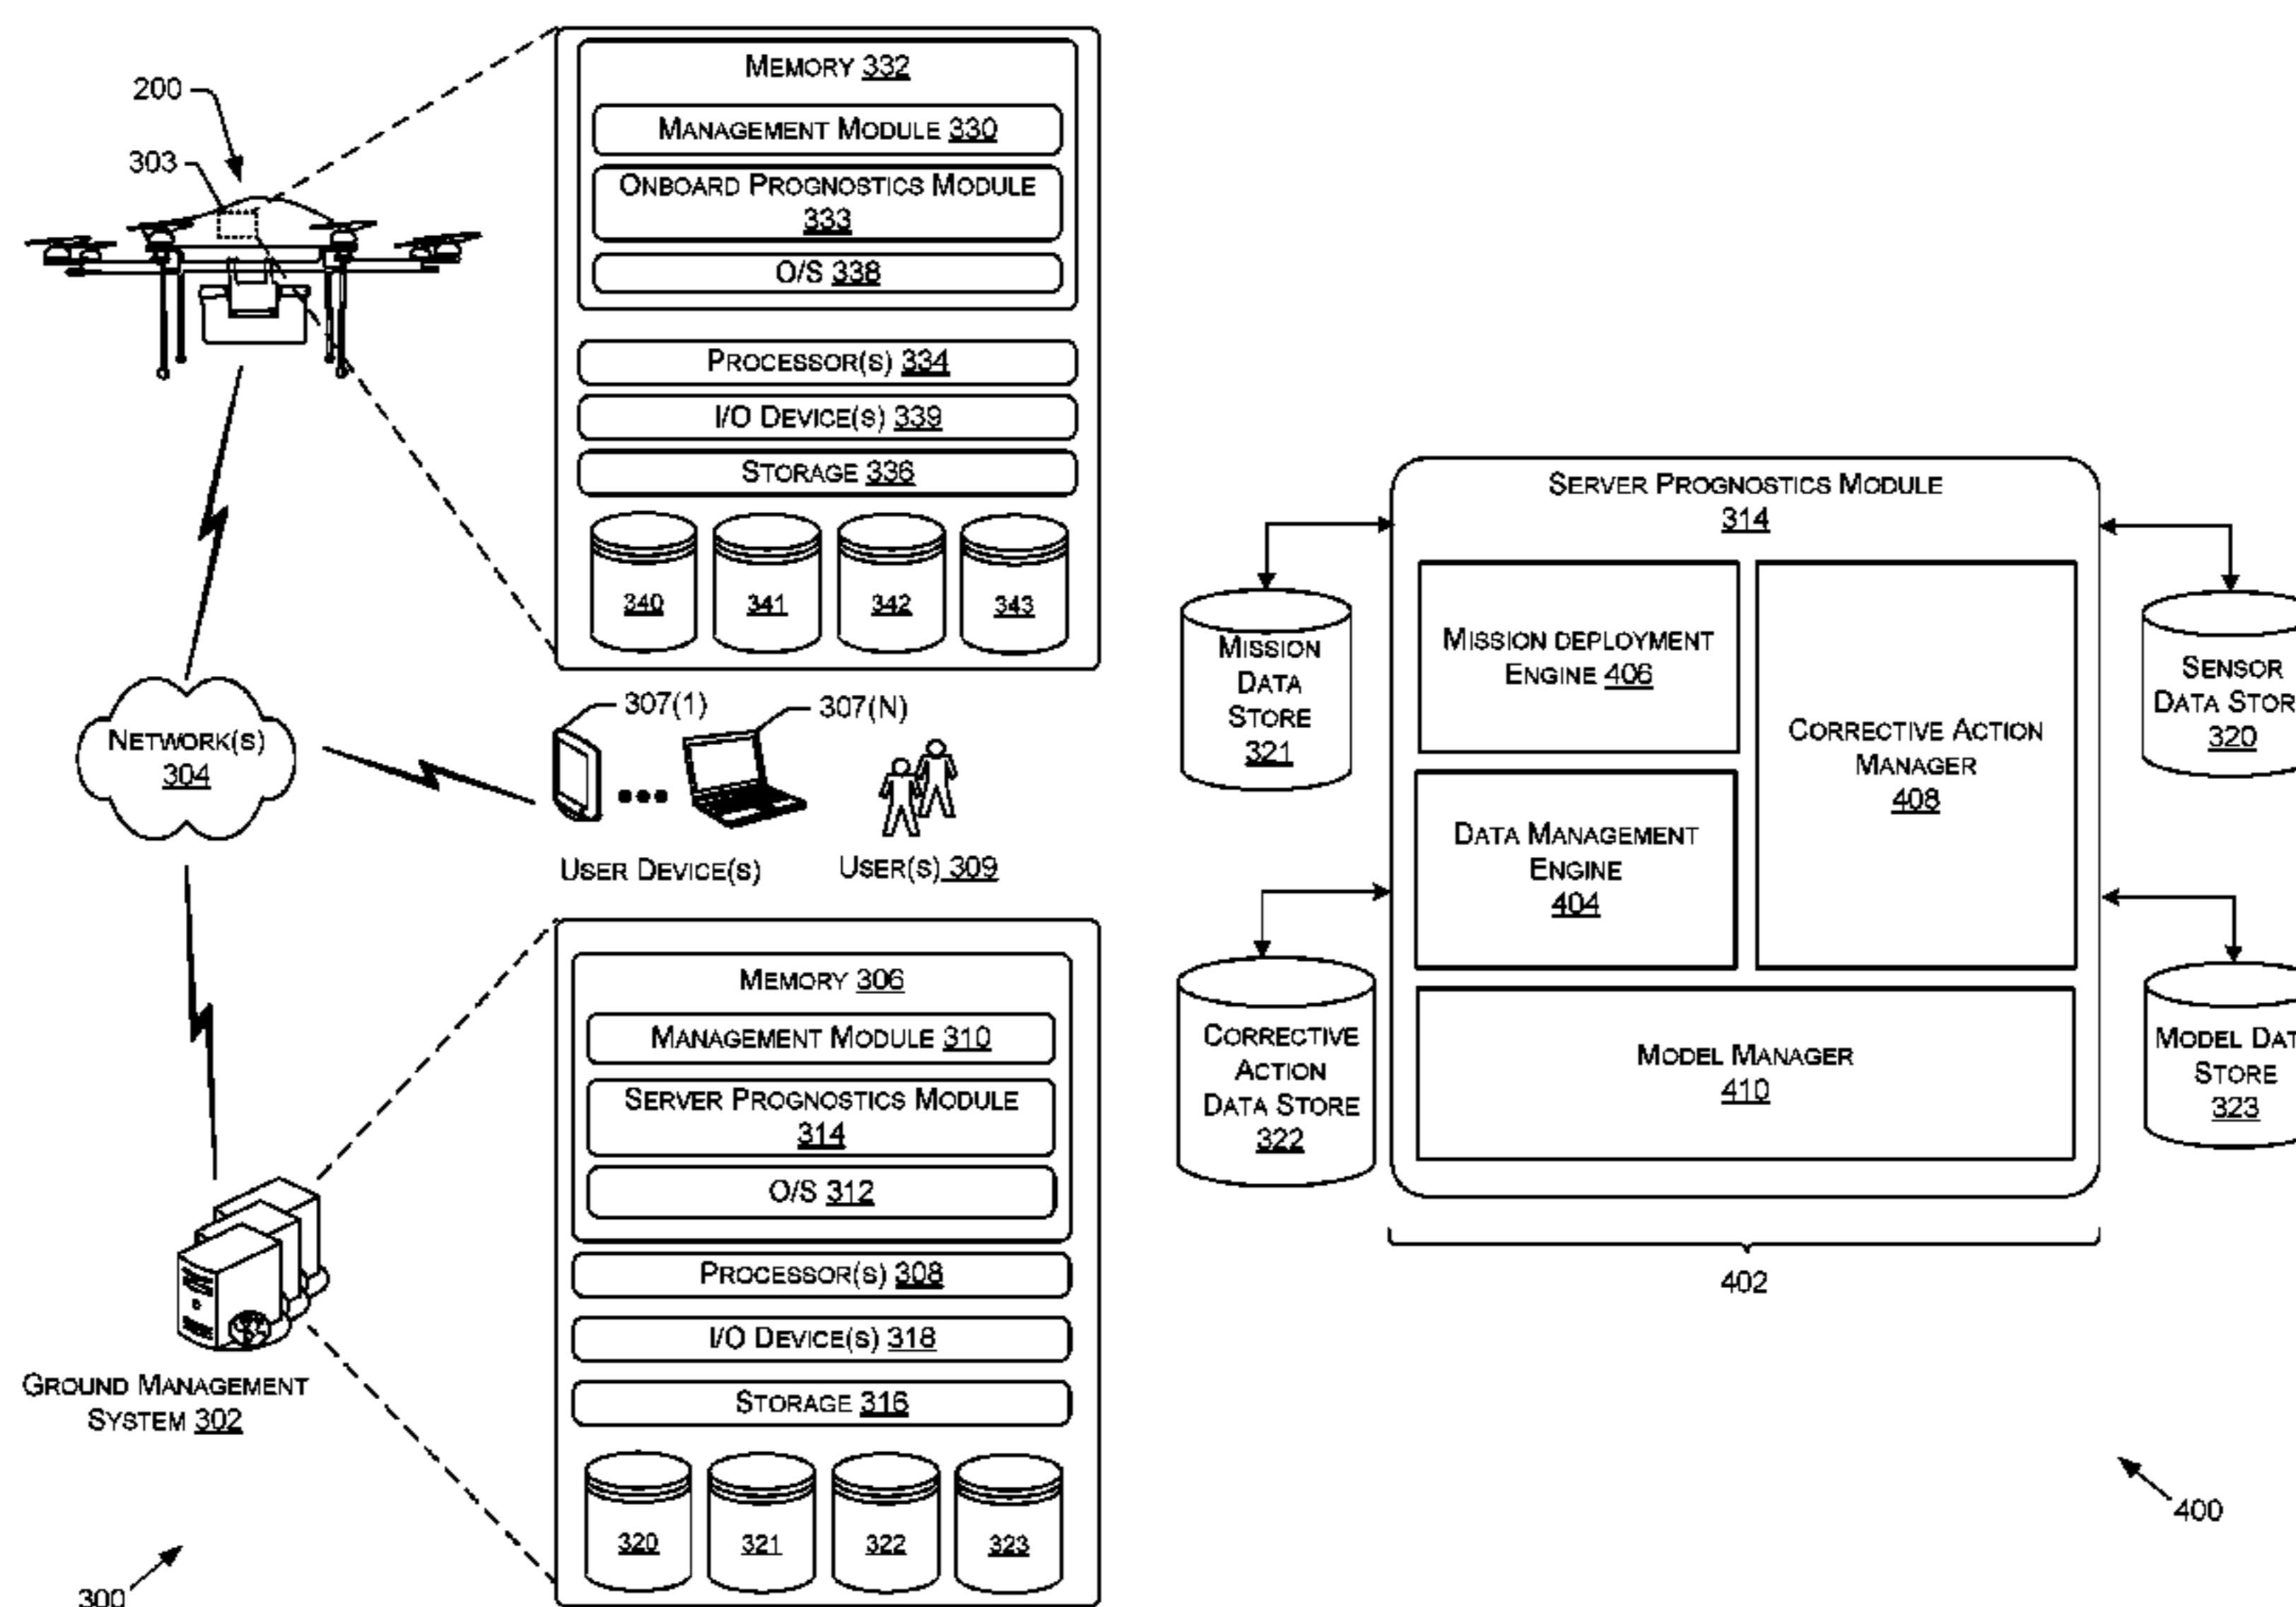 200
303
MEMORY 332
MANAGEMENT MODULE 330
ONBOARD PROGNOSTICS MODULE
333
O/S 338
PROCESSOR(S) 334
I/O DEVICE(S) 339
STORAGE 336
340 341 342 343
NETWORK(S)
304
307(1) 307(N)
USER DEVICE(S) USER(S) 309
MEMORY 306
MANAGEMENT MODULE 310
SERVER PROGNOSTICS MODULE
314
O/S 312
PROCESSOR(S) 308
I/O DEVICE(S) 318
STORAGE 316
320 321 322 323
GROUND MANAGEMENT
SYSTEM 302
300
SERVER PROGNOSTICS MODULE
314
MISSION DEPLOYMENT
ENGINE 406
CORRECTIVE ACTION
MANAGER
408
DATA MANAGEMENT
ENGINE
404
MODEL MANAGER
410
MISSION
DATA
STORE
321
CORRECTIVE
ACTION
DATA STORE
322
SENSOR
DATA STOR
320
MODEL DAT
STORE
323
402
400